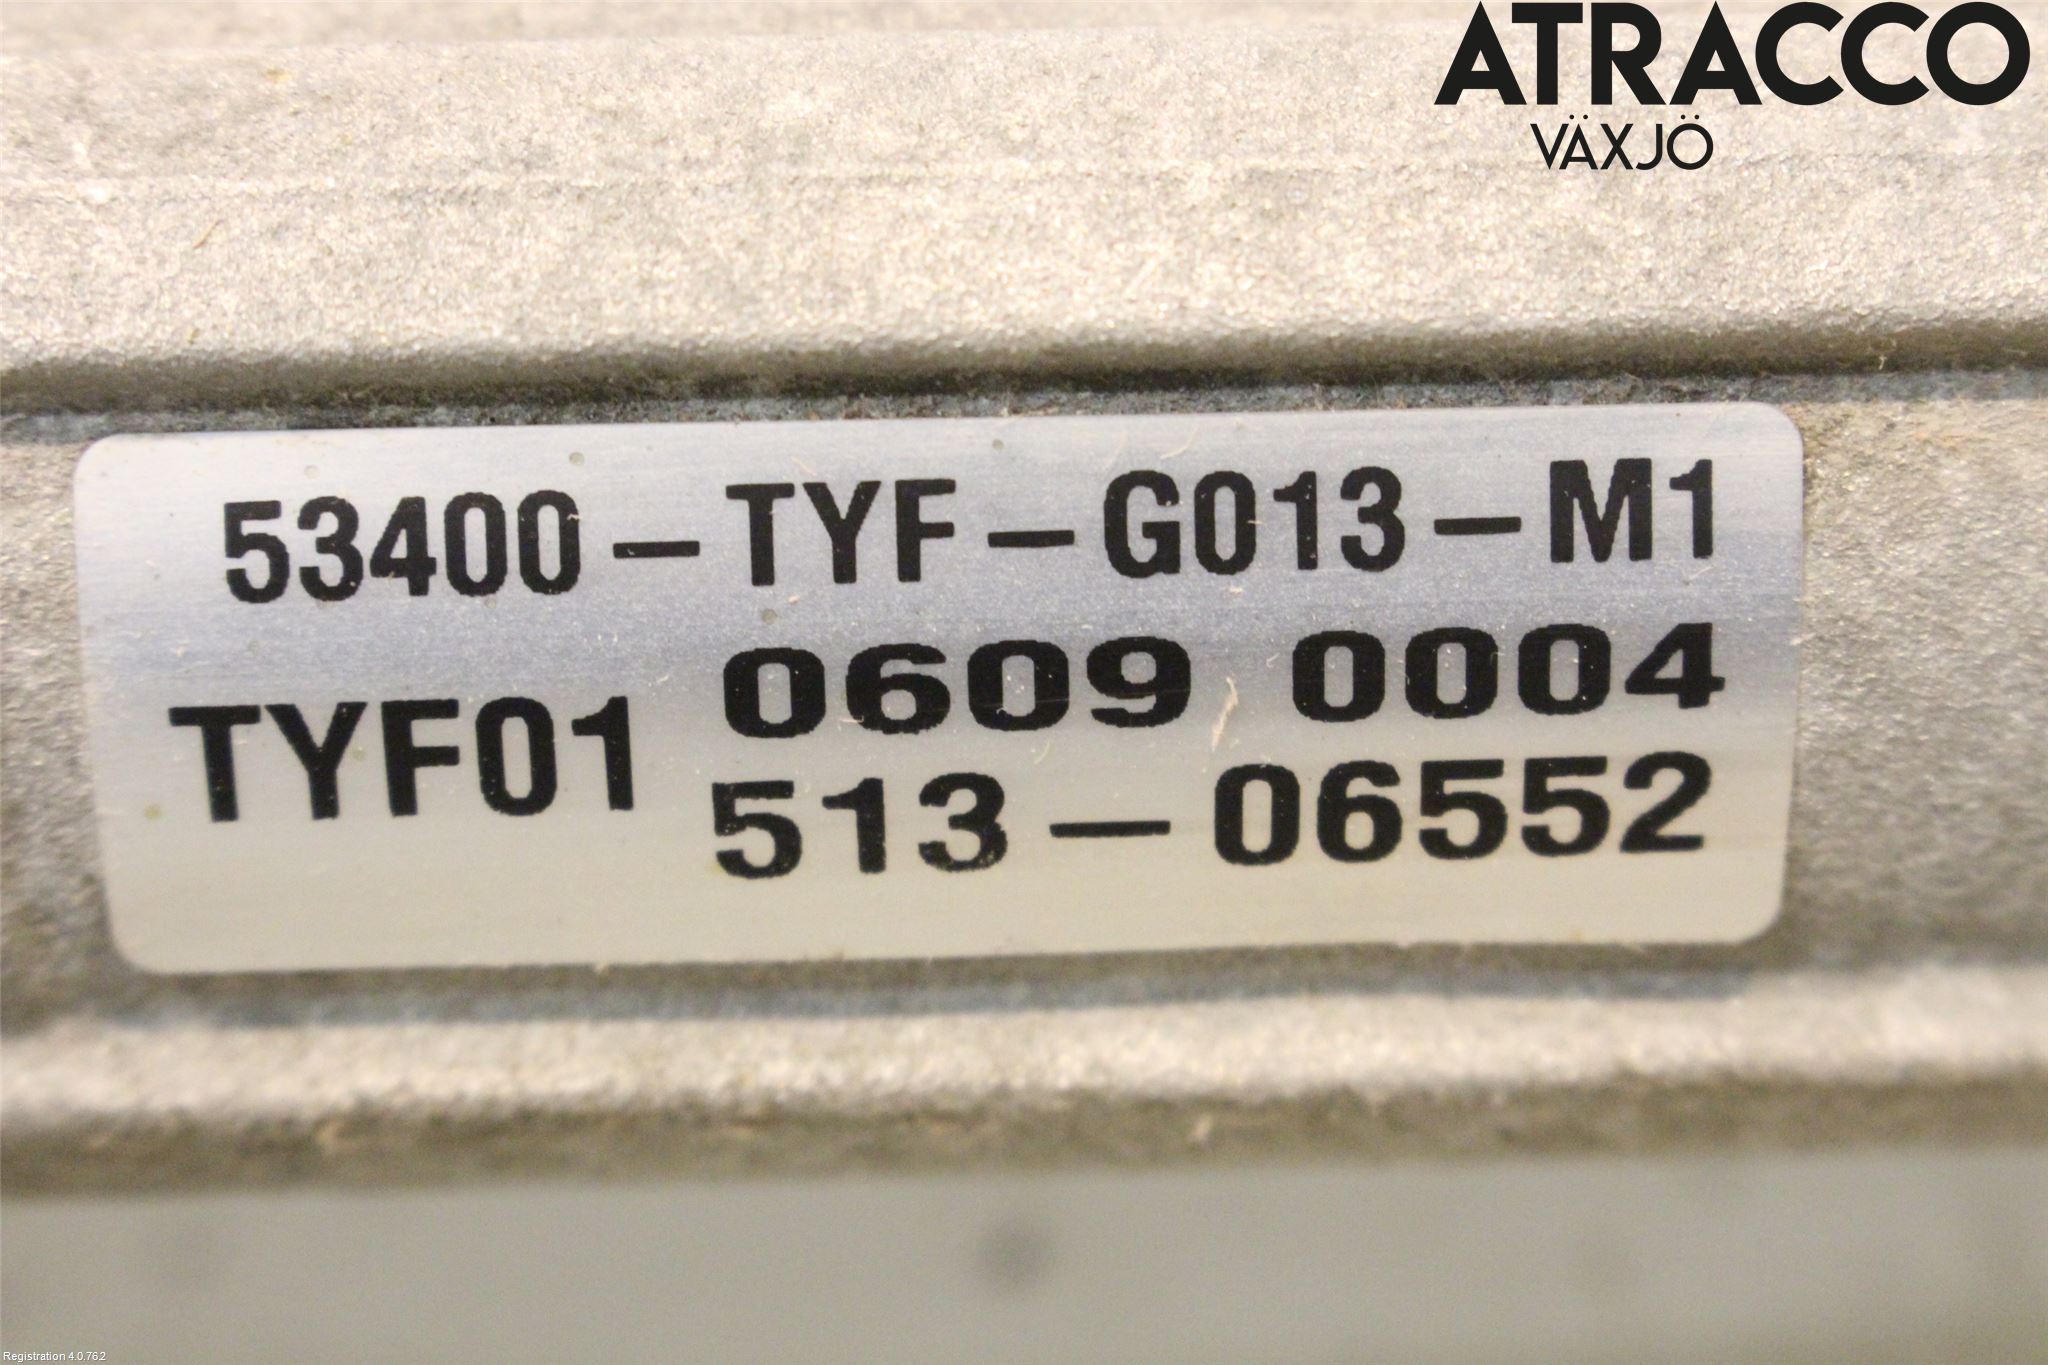 ATRACCO
VÄXJÖ
53400-TYF-G013-M1
TYF01 0609 0004
513-06552
Registration 4.0.762